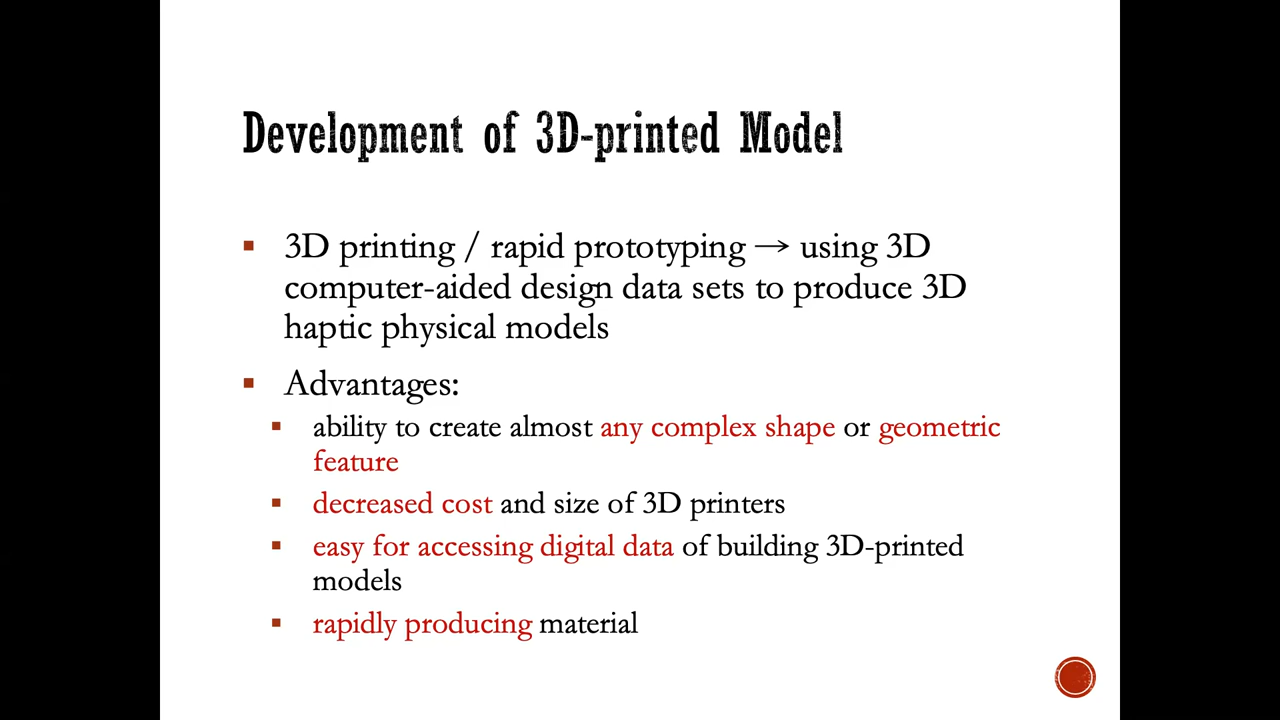 Development of 3D-printed Model
▪ 3D printing / rapid prototyping → using 3D
computer-aided design data sets to produce 3D
haptic physical models
▪ Advantages:
▪ ability to create almost any complex shape or geometric
feature
▪ decreased cost and size of 3D printers
▪ easy for accessing digital data of building 3D-printed
models
▪ rapidly producing material